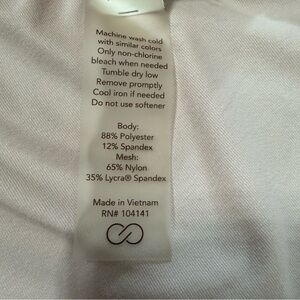 Machine wash cold
with similar colors
Only non-chlorine
bleach when needed
Tumble dry low
Remove promptly
Cool iron if needed
Do not use softener
Body:
88% Polyester
12% Spandex
Mesh:
65% Nylon
35% Lycra® Spandex
Made in Vietnam
RN# 104141